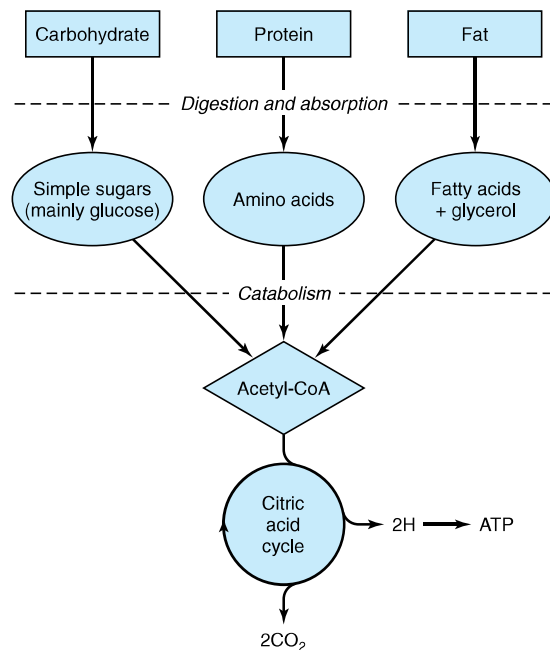 Carbohydrate
Protein
Fat
Digestion and absorption
Simple sugars
(mainly glucose)
Amino acids
Fatty acids
+ glycerol
Catabolism
Acetyl-CoA
Citric
acid
cycle
2H
ATP
2CO₂